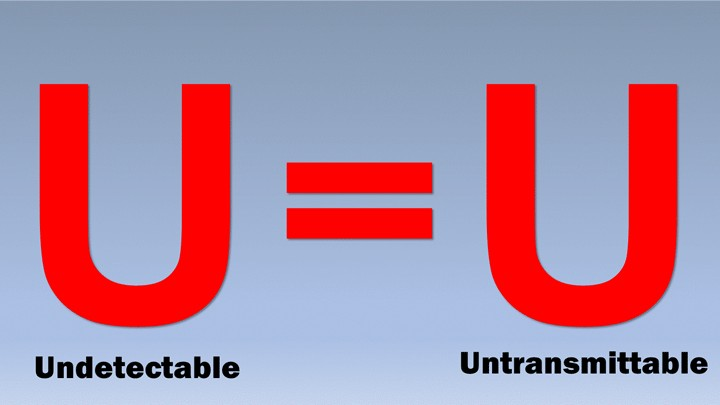 U = U
Undetectable
Untransmittable